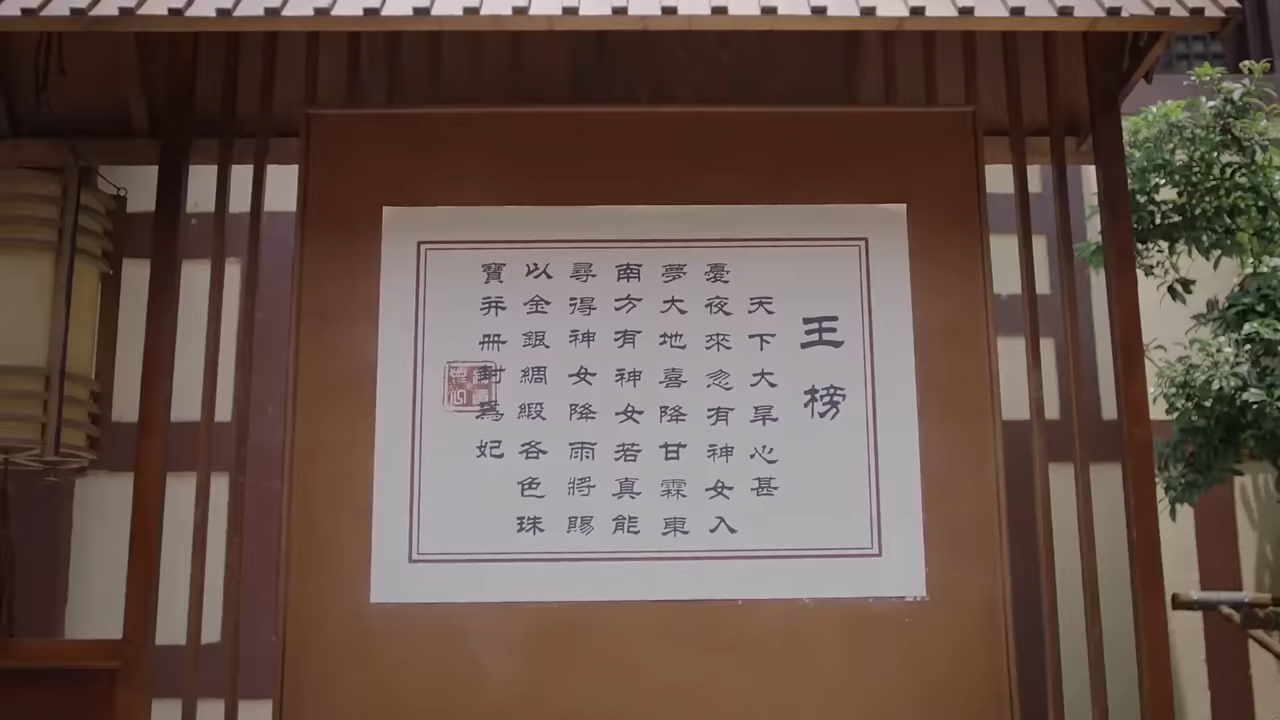 王榜
天下大旱心甚
憂夜來忽有神女入
夢大地喜降甘霖東
南方有神女若真能
尋得神女降雨將賜
以金銀綢緞各色珠
寶并冊封爲妃